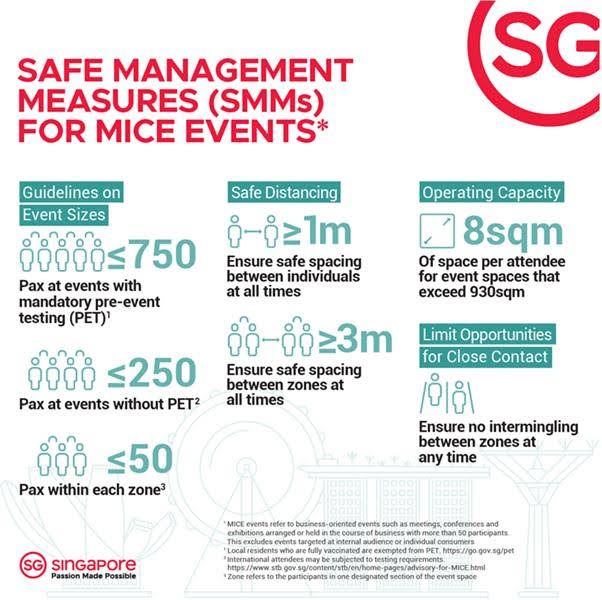 SG
SAFE MANAGEMENT
MEASURES (SMMs)
FOR MICE EVENTS*
Guidelines on
Event Sizes
≤750
Pax at events with
mandatory pre-event
testing (PET)¹
≤250
Pax at events without PET²
≤50
Pax within each zone³
Safe Distancing
≥1m
Ensure safe spacing
between individuals
at all times
≥3m
Ensure safe spacing
between zones at
all times
Operating Capacity
8sqm
Of space per attendee
for event spaces that
exceed 930sqm
Limit Opportunities
for Close Contact
Ensure no intermingling
between zones at
any time
* MICE events refer to business-oriented events such as meetings, conferences and
exhibitions arranged or held in the course of business with more than 50 participants.
This excludes events targeted at internal audience or individual consumers
¹ Local residents who are fully vaccinated are exempted from PET. https://go.gov.sg/pet
² International attendees may be subjected to testing requirements:
https://www.stb.gov.sg/content/stb/en/home-pages/advisory-for-MICE.html
³ Zone refers to the participants in one designated section of the event space
SG singapore
Passion Made Possible